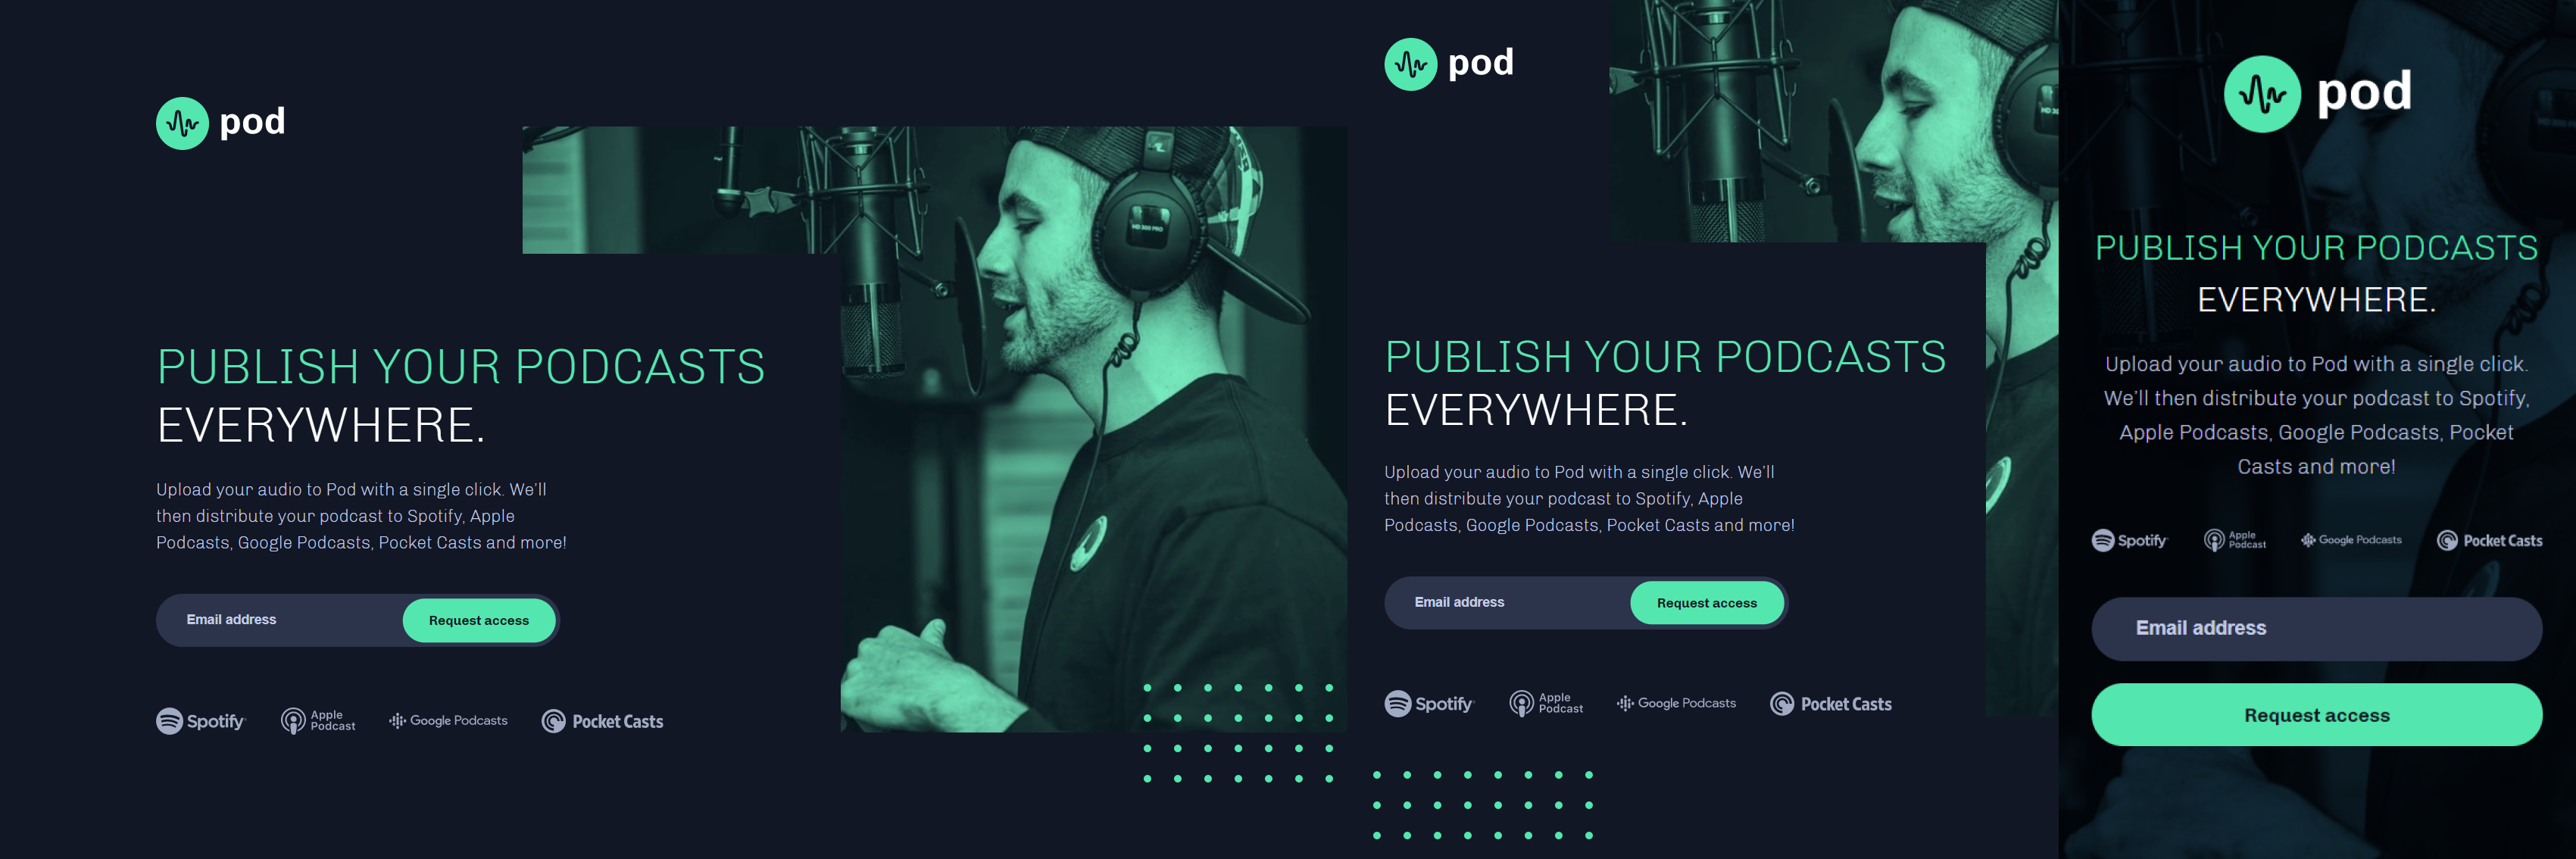 pod
HD 300 PRO
PUBLISH YOUR PODCASTS
EVERYWHERE.
Upload your audio to Pod with a single click. We'll
then distribute your podcast to Spotify, Apple
Podcasts, Google Podcasts, Pocket Casts and more!
Email address
Request access
Spotify
Apple
Podcast
Google Podcasts
Pocket Casts
pod
PUBLISH YOUR PODCASTS
EVERYWHERE.
Upload your audio to Pod with a single click. We'll
then distribute your podcast to Spotify, Apple
Podcasts, Google Podcasts, Pocket Casts and more!
Email address
Request access
Spotify
Apple
Podcast
Google Podcasts
Pocket Casts
pod
PUBLISH YOUR PODCASTS
EVERYWHERE.
Upload your audio to Pod with a single click.
We'll then distribute your podcast to Spotify,
Apple Podcasts, Google Podcasts, Pocket
Casts and more!
Spotify
Apple
Podcast
Google Podcasts
Pocket Casts
Email address
Request access